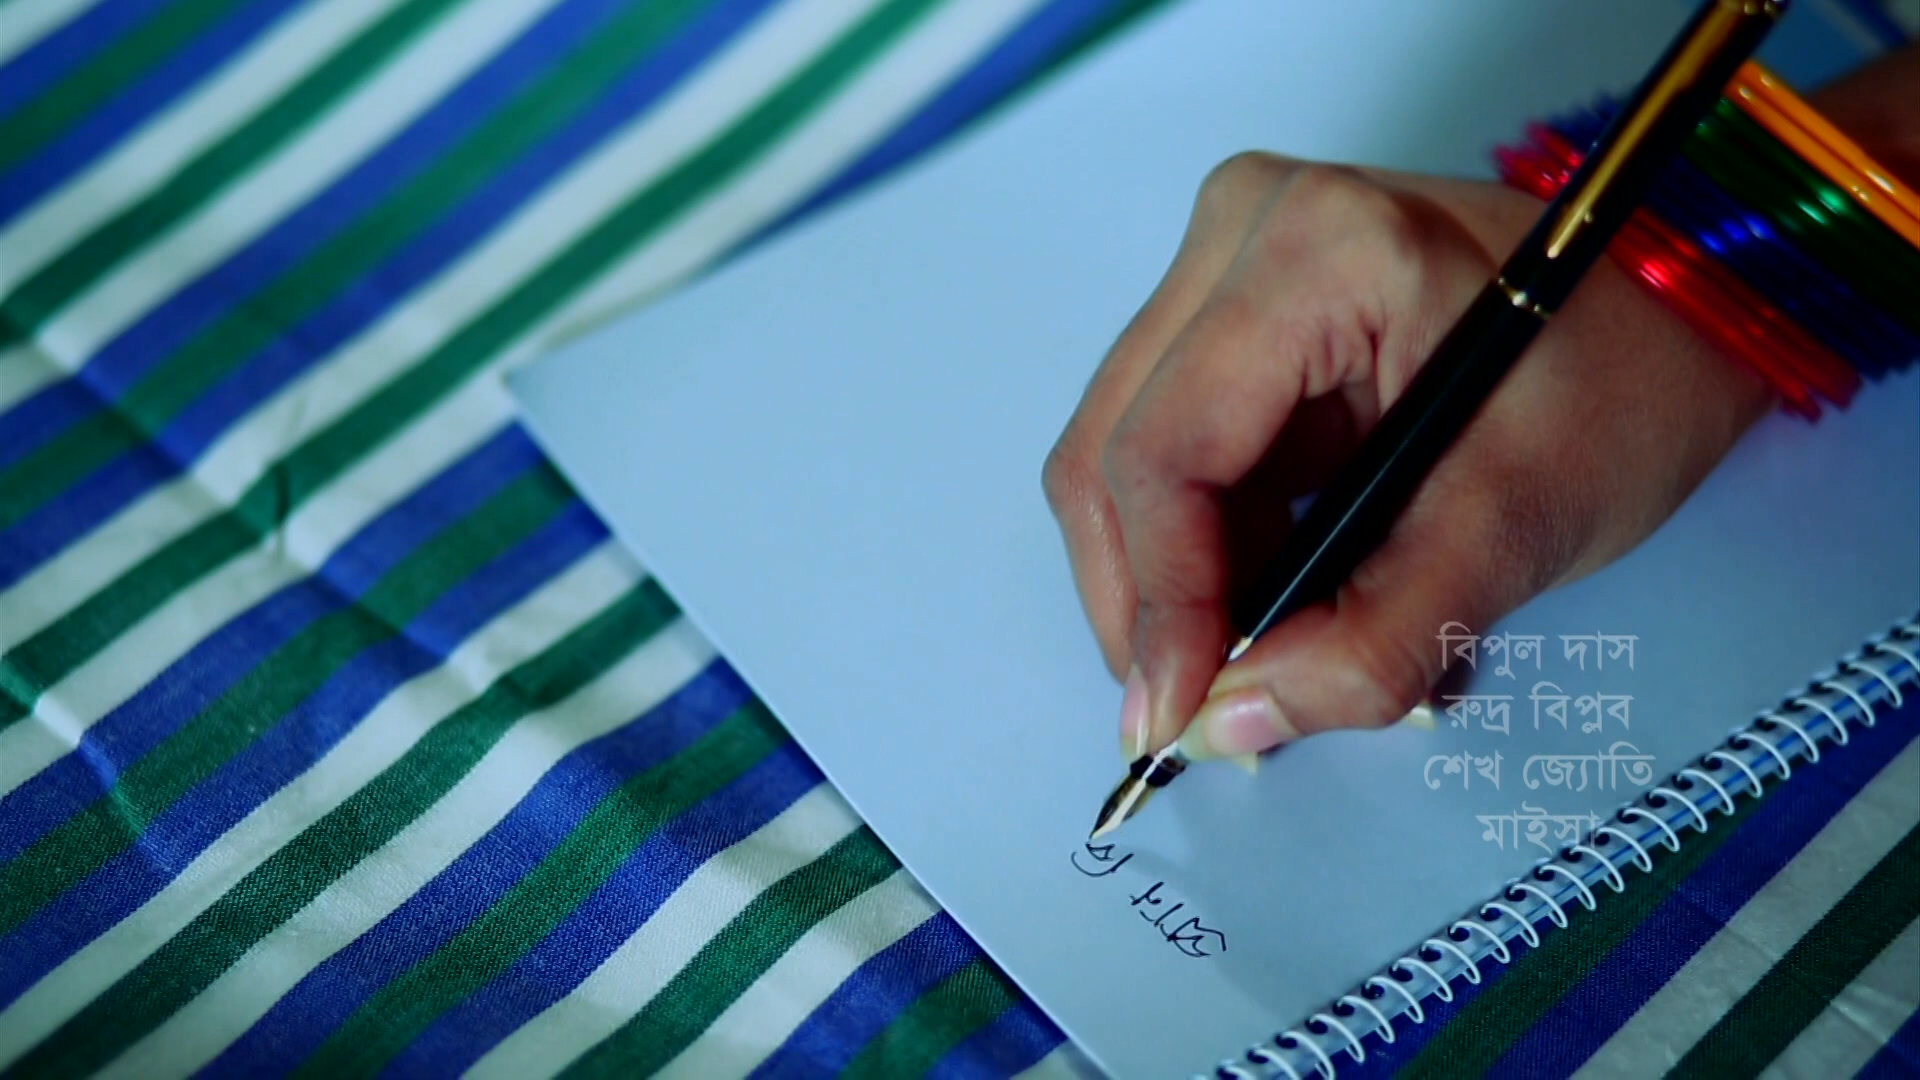 বিপুল দাস
রুদ্র বিপ্লব
শেখ জ্যোতি
মাইসা